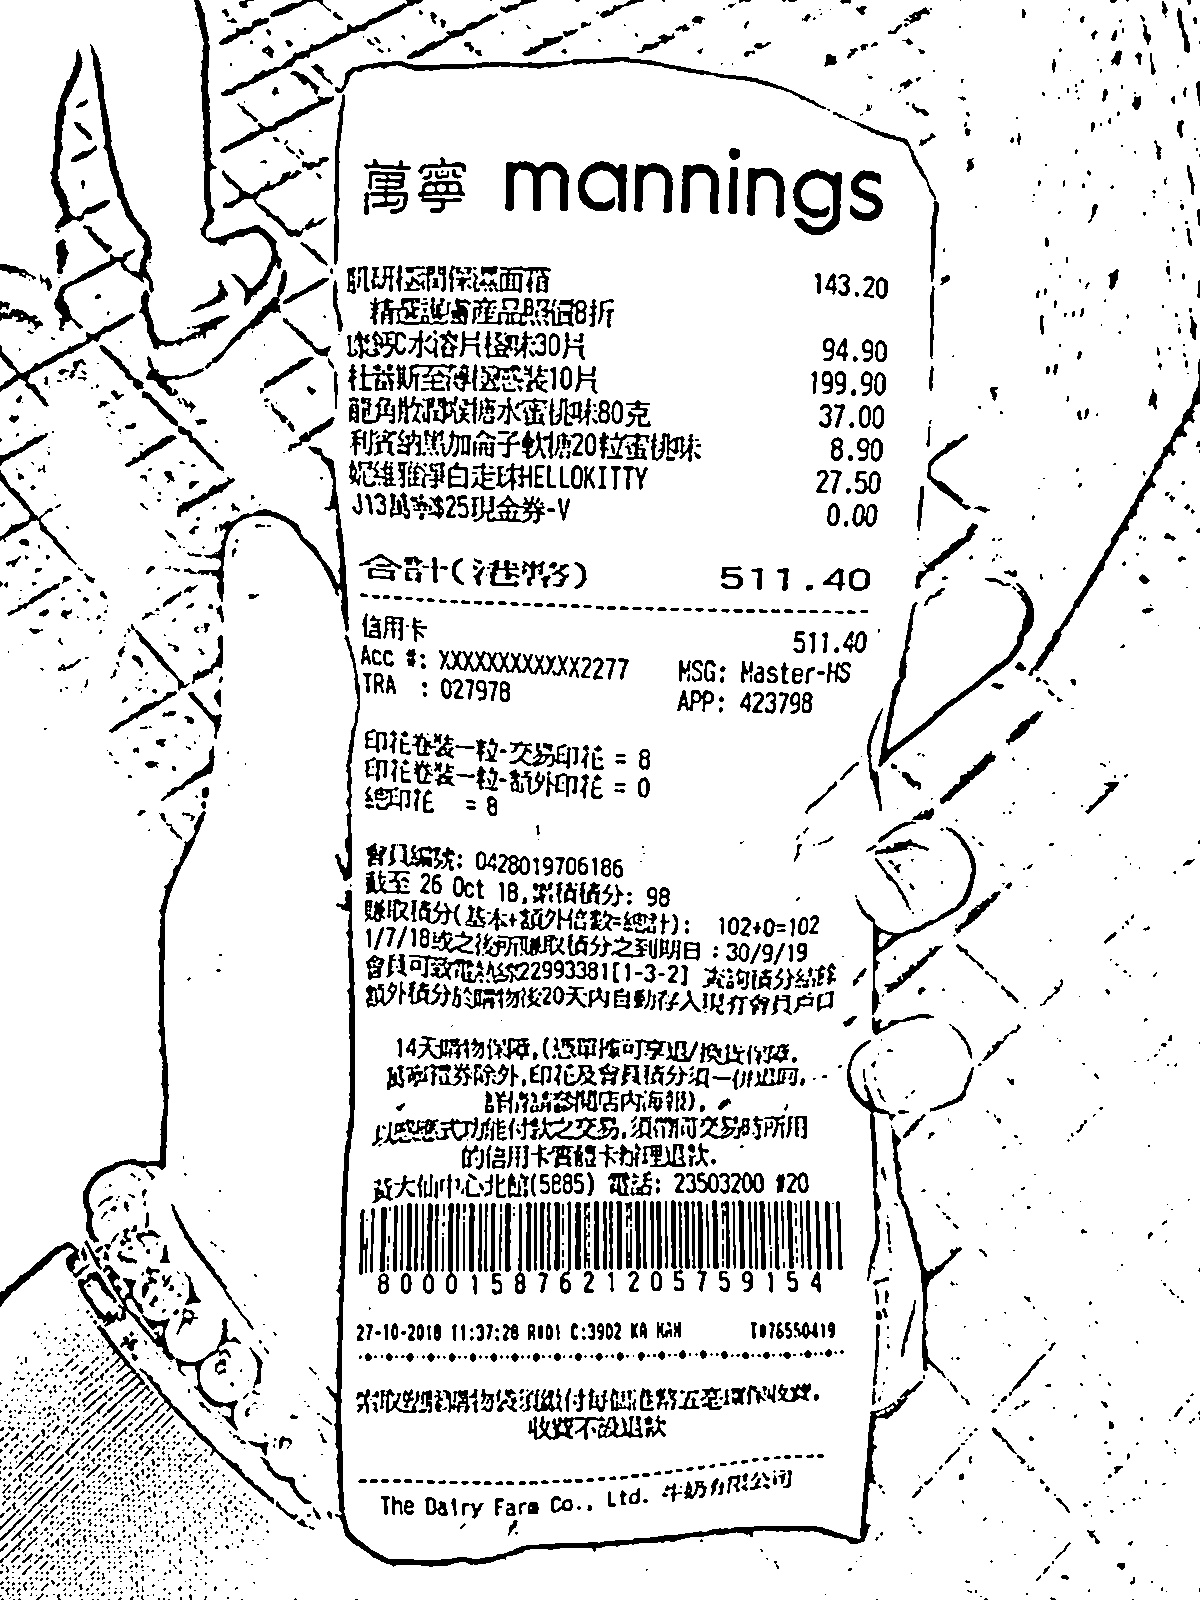 萬寧 mannings
肌研極潤保濕面霜 143.20
精選護膚産品照價8折
鈣C水溶片橙味30片 94.90
杜蕾斯至薄誘惑装10片 199.90
龍角散潤喉糖水蜜桃味80克 37.00
利賓納黑加侖子軟糖20粒蜜桃味 8.90
妮維雅淨白走珠HELLOKITTY 27.50
J13萬寧$25現金券-V 0.00
合計(港幣) 511.40
信用卡 511.40
Acc #: XXXXXXXXXXXX2277 MSG: Master-HS
TRA : 027978 APP: 423798
印花卷裝一粒-交易印花 = 8
印花卷裝一粒-額外印花 = 0
總印花 = 8
會員編號: 0428019706186
截至 26 Oct 18,累積積分: 98
賺取積分(基本+額外倍數=總計): 102+0=102
1/7/18或之後所賺取積分之到期日：30/9/19
會員可致電熱線22993381[1-3-2] 查詢積分結餘
額外積分於購物後20天内自動存入現有會員户口
14天購物保障,(憑單據可享退/換貨保障.
萬寧禮券除外,印花及會員積分須一併退回.
詳情請參閱店内海報).
以感應式功能付款之交易,須帶同交易時所用
的信用卡實體卡辦理退款.
黃大仙中心北館(5885) 電話: 23503200 #20
8000158762120575 9154
27-10-2018 11:37:28 R#01 C:3902 KA MAN T#76550419
索取塑膠購物袋須繳付每個港幣五毫環保收費.
收費不設退款
The Dairy Farm Co., Ltd. 牛奶有限公司